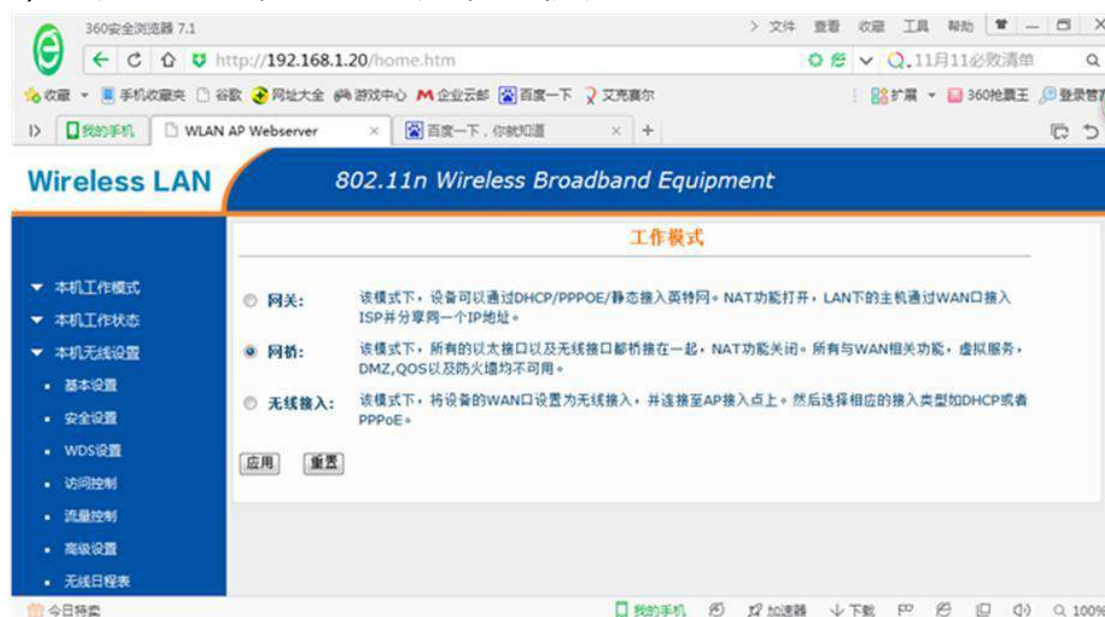 360安全浏览器 7.1
文件 查看 收藏 工具 帮助
http://192.168.1.20/home.htm
11月11必败清单
收藏 手机收藏夹 谷歌 网址大全 游戏中心 企业云邮 百度一下 艾克赛尔 扩展 360抢票王 登录管
我的手机 WLAN AP Webserver 百度一下，你就知道
Wireless LAN
802.11n Wireless Broadband Equipment
工作模式
本机工作模式
本机工作状态
本机无线设置
基本设置
安全设置
WDS设置
访问控制
流量控制
高级设置
无线日程表
网关: 该模式下，设备可以通过DHCP/PPPOE/静态接入英特网。NAT功能打开，LAN下的主机通过WAN口接入
ISP并分享同一个IP地址。
网桥: 该模式下，所有的以太接口以及无线接口都桥接在一起，NAT功能关闭。所有与WAN相关功能，虚拟服务，
DMZ,QOS以及防火墙均不可用。
无线接入: 该模式下，将设备的WAN口设置为无线接入，并连接至AP接入点上。然后选择相应的接入类型如DHCP或者
PPPoE。
应用 重置
今日特卖
我的手机 加速器 下载 100%